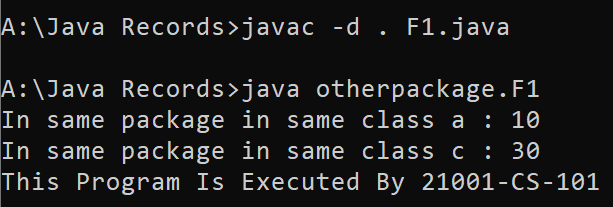 A:\Java Records>javac -d . F1.java
A:\Java Records>java otherpackage.F1
In same package in same class a : 10
In same package in same class c : 30
This Program Is Executed By 21001-CS-101